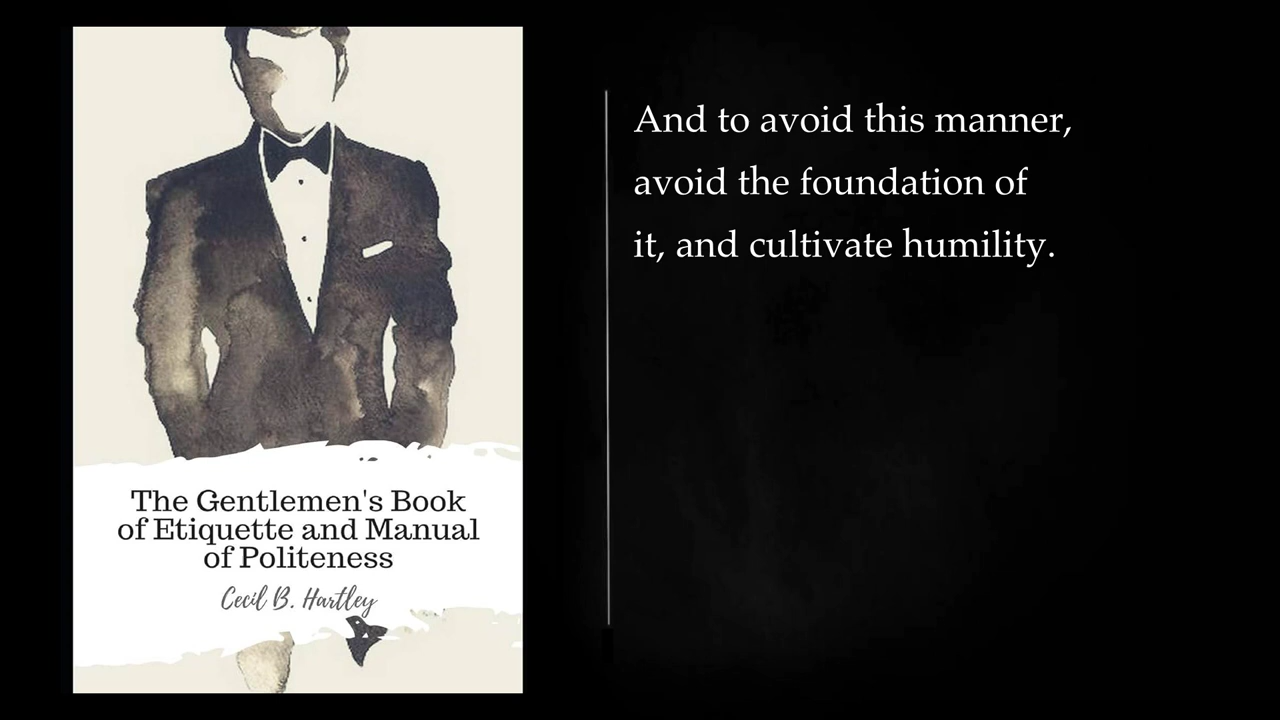 The Gentlemen's Book
of Etiquette and Manual
of Politeness
Cecil B. Hartley
And to avoid this manner,
avoid the foundation of
it, and cultivate humility.